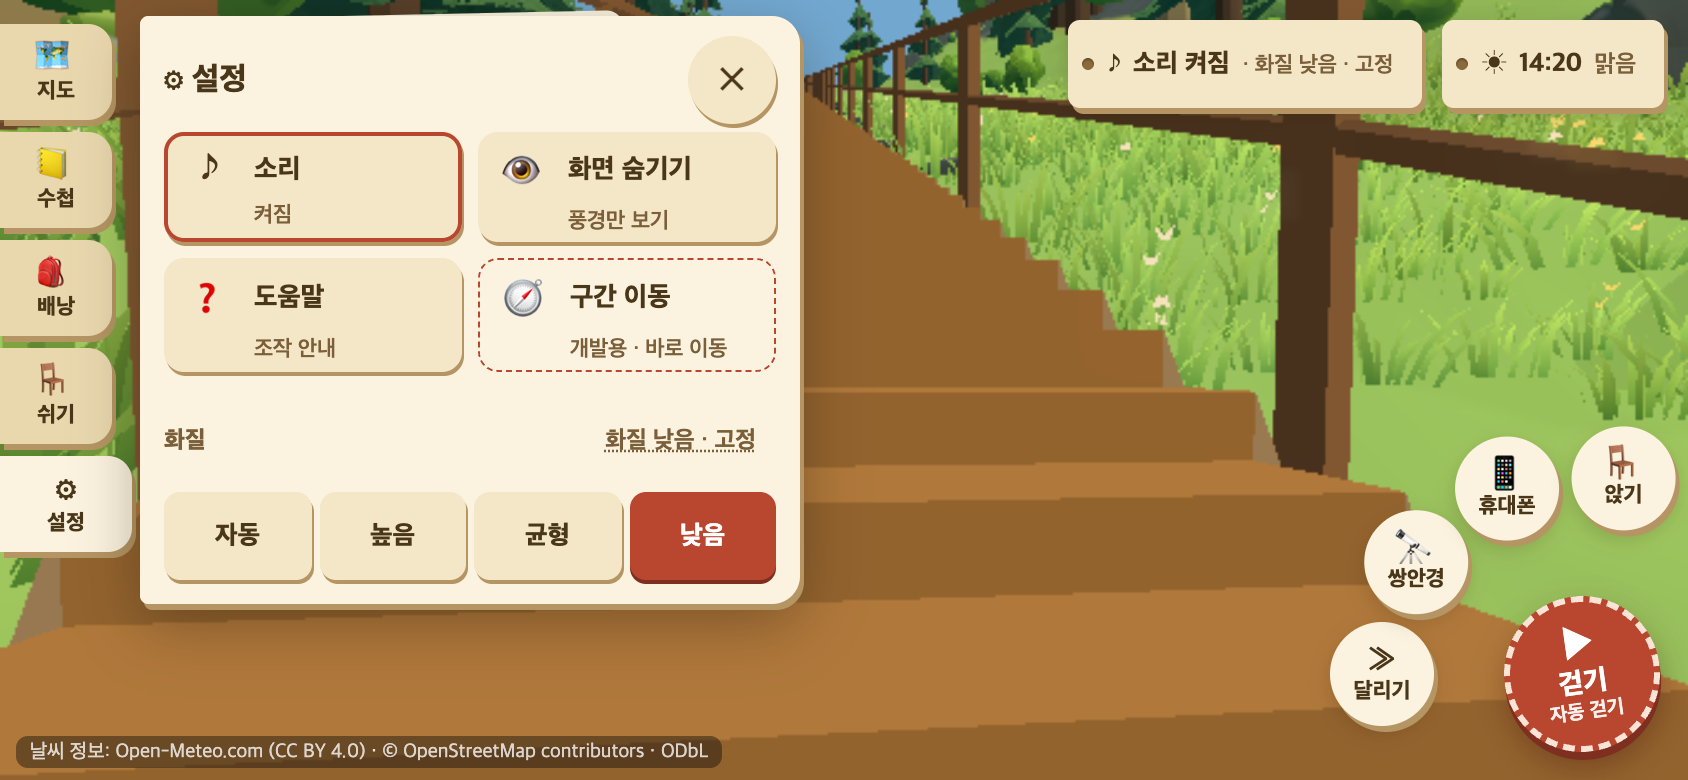 지도
수첩
배낭
쉬기
⚙ 설정
⚙ 설정
♪ 소리
켜짐
화면 숨기기
풍경만 보기
❓ 도움말
조작 안내
구간 이동
개발용 · 바로 이동
화질
화질 낮음 · 고정
자동
높음
균형
낮음
♪ 소리 켜짐 · 화질 낮음 · 고정
☀ 14:20 맑음
휴대폰
앉기
쌍안경
달리기
걷기
자동 걷기
날씨 정보: Open-Meteo.com (CC BY 4.0) · © OpenStreetMap contributors · ODbL